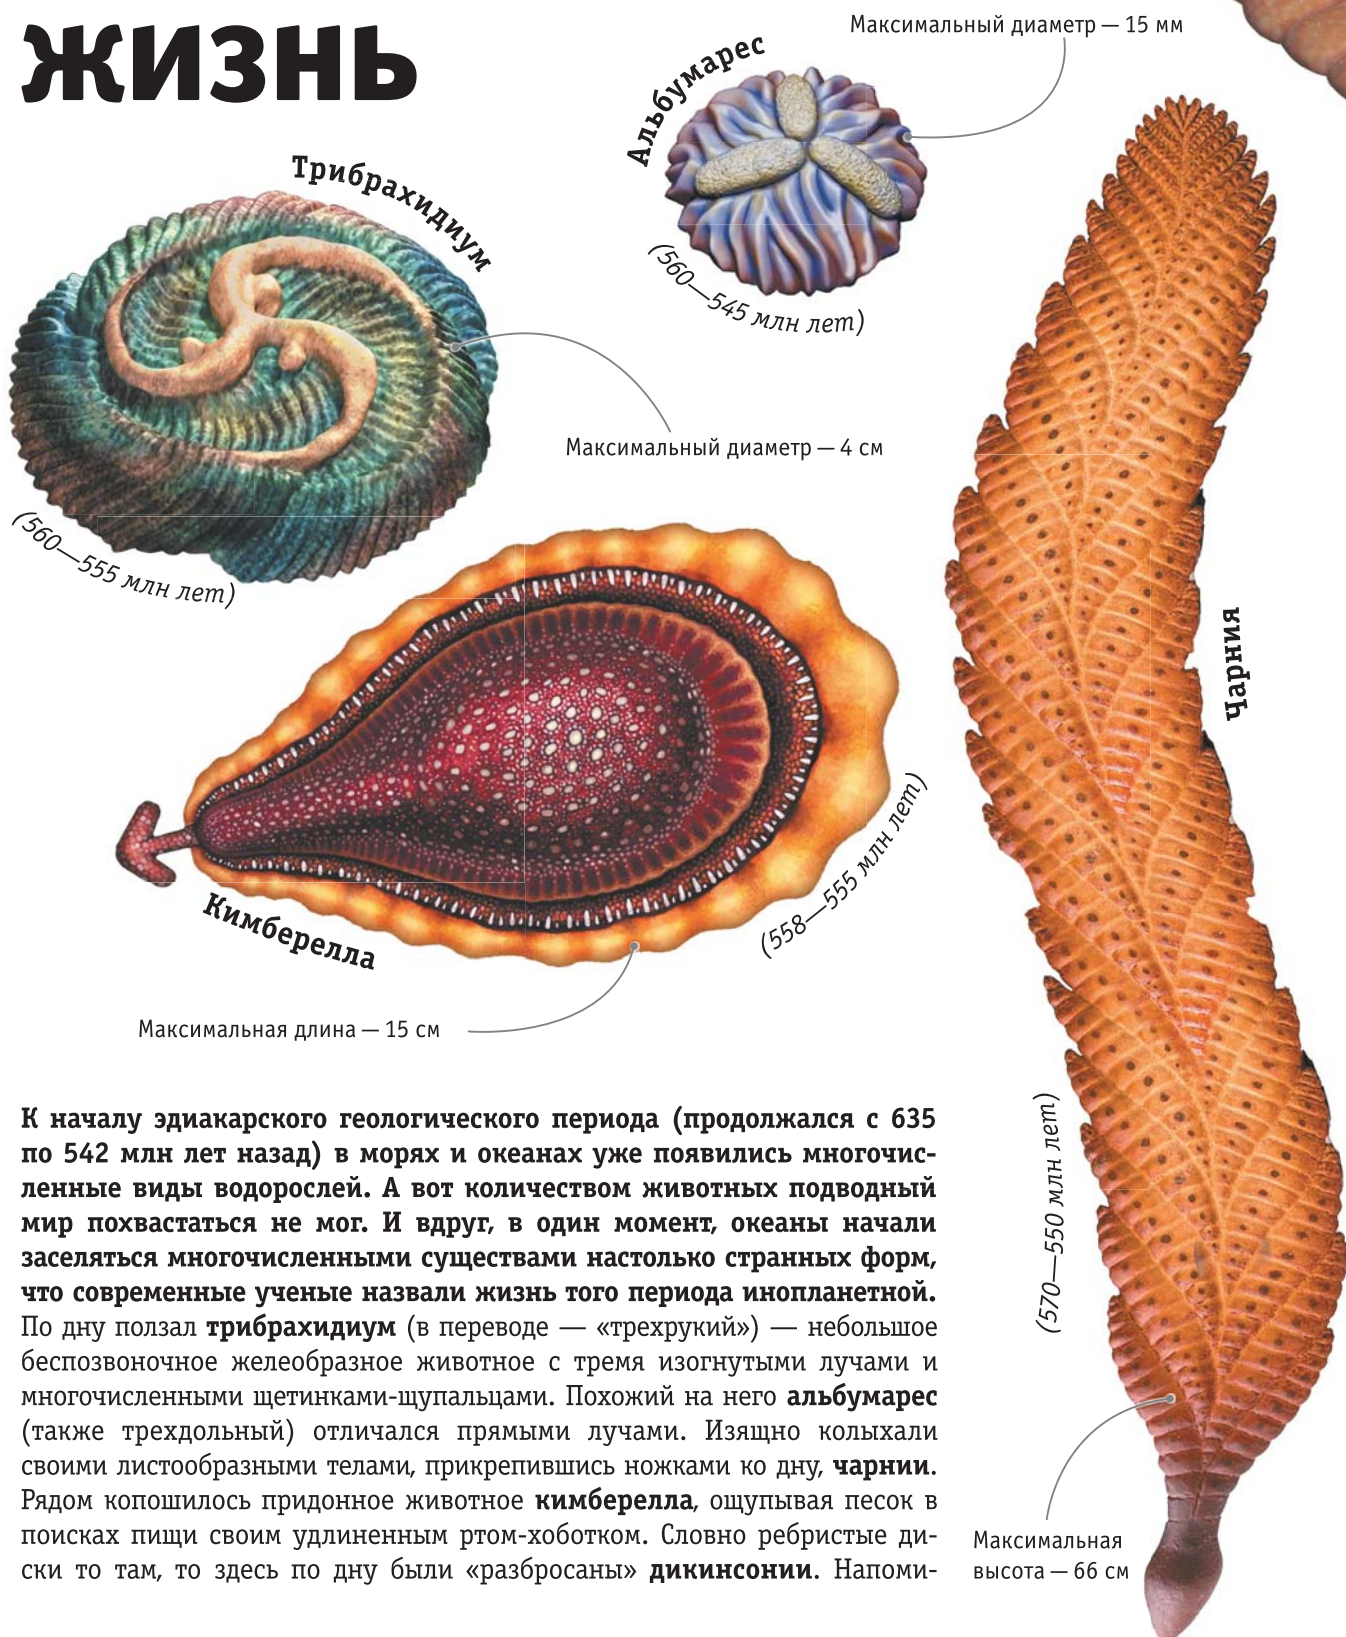 ЖИЗНЬ
Максимальный диаметр — 15 мм
Альбумарес
(560—545 млн лет)
Трибрахидиум
Максимальный диаметр — 4 см
(560—555 млн лет)
Чарния
(558—555 млн лет)
Кимберелла
Максимальная длина — 15 см
(570—550 млн лет)
К началу эдиакарского геологического периода (продолжался с 635
по 542 млн лет назад) в морях и океанах уже появились многочис-
ленные виды водорослей. А вот количеством животных подводный
мир похвастаться не мог. И вдруг, в один момент, океаны начали
заселяться многочисленными существами настолько странных форм,
что современные ученые назвали жизнь того периода инопланетной.
По дну ползал трибрахидиум (в переводе — «трехрукий») — небольшое
беспозвоночное желеобразное животное с тремя изогнутыми лучами и
многочисленными щетинками-щупальцами. Похожий на него альбумарес
(также трехдольный) отличался прямыми лучами. Изящно колыхали
своими листообразными телами, прикрепившись ножками ко дну, чарнии.
Рядом копошилось придонное животное кимберелла, ощупывая песок в
поисках пищи своим удлиненным ртом-хоботком. Словно ребристые ди-
ски то там, то здесь по дну были «разбросаны» дикинсонии. Напоми-
Максимальная
высота — 66 см